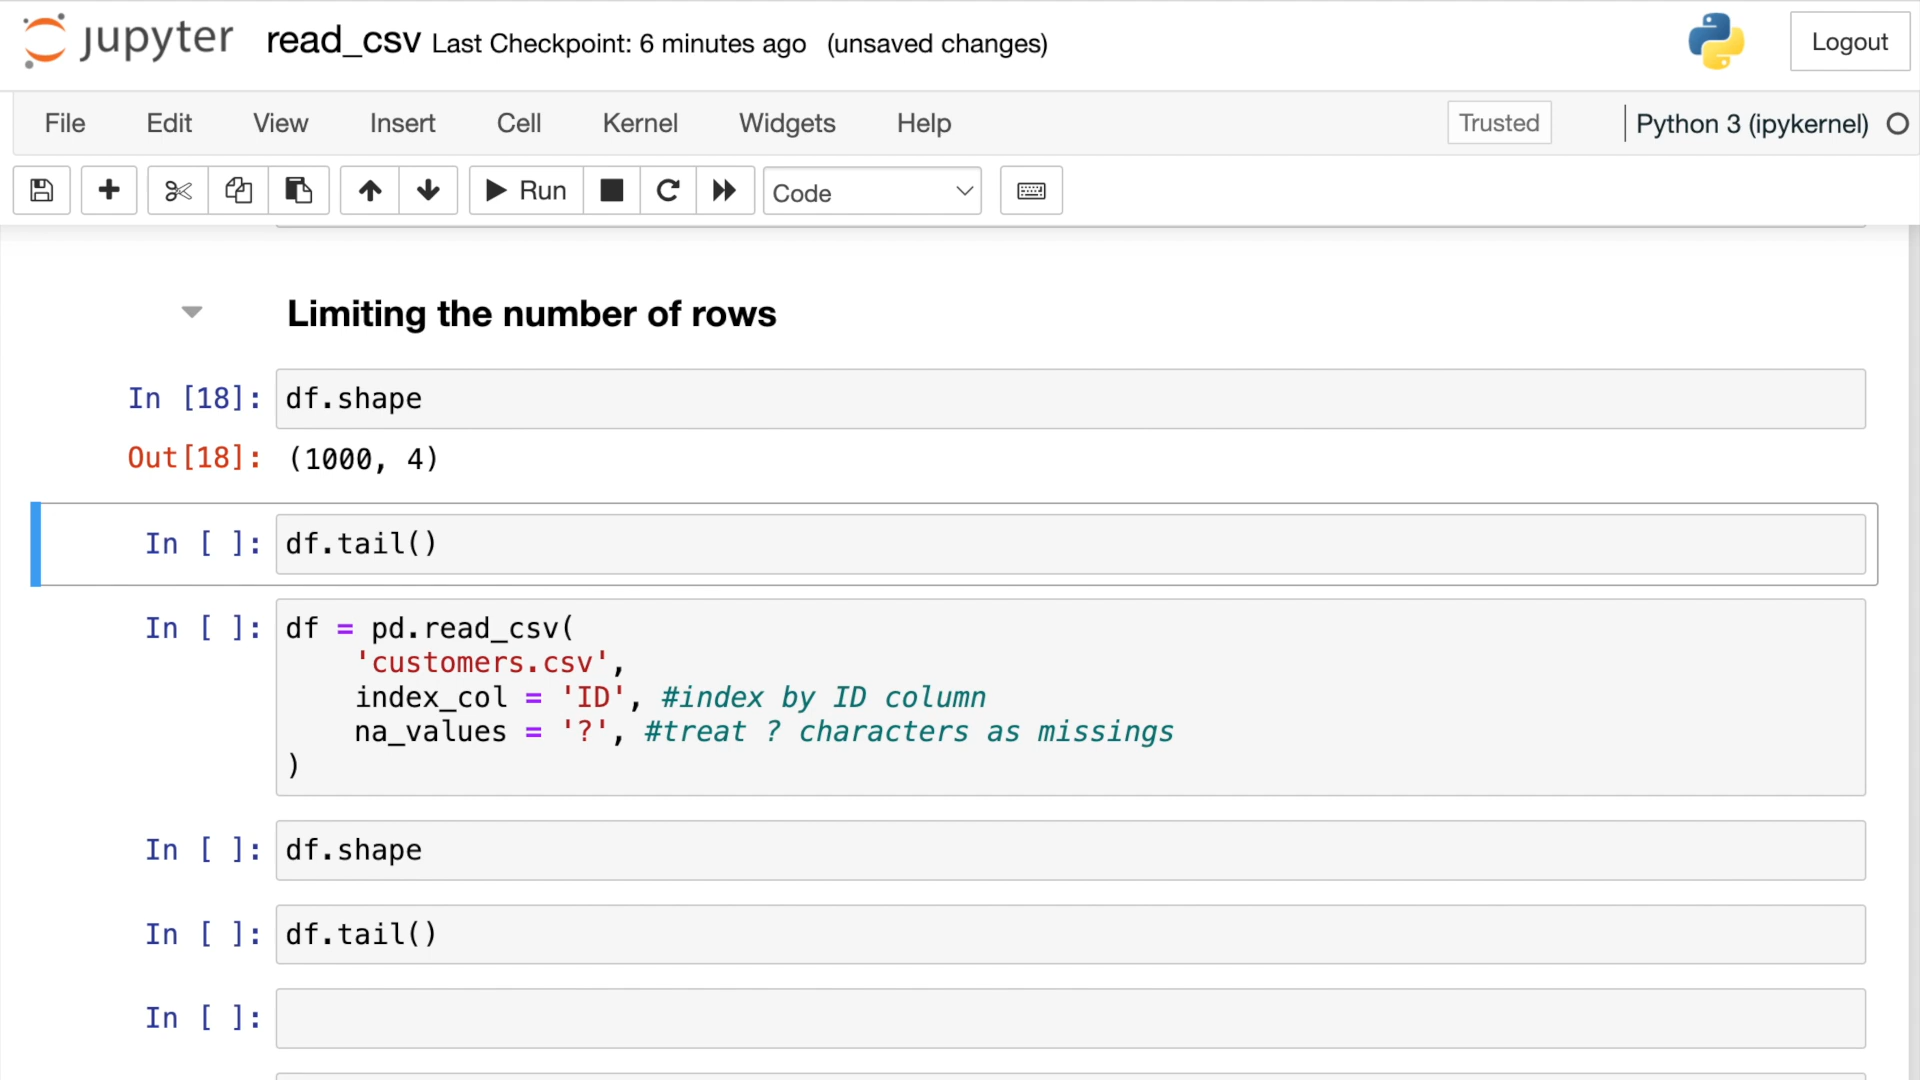 jupyter read_csv Last Checkpoint: 6 minutes ago (unsaved changes)
Logout
File Edit View Insert Cell Kernel Widgets Help
Trusted
Python 3 (ipykernel)
Run
Code
Limiting the number of rows
In [18]: df.shape
Out[18]: (1000, 4)
In [ ]: df.tail()
In [ ]: df = pd.read_csv(
    'customers.csv',
    index_col = 'ID', #index by ID column
    na_values = '?', #treat ? characters as missings
)
In [ ]: df.shape
In [ ]: df.tail()
In [ ]: